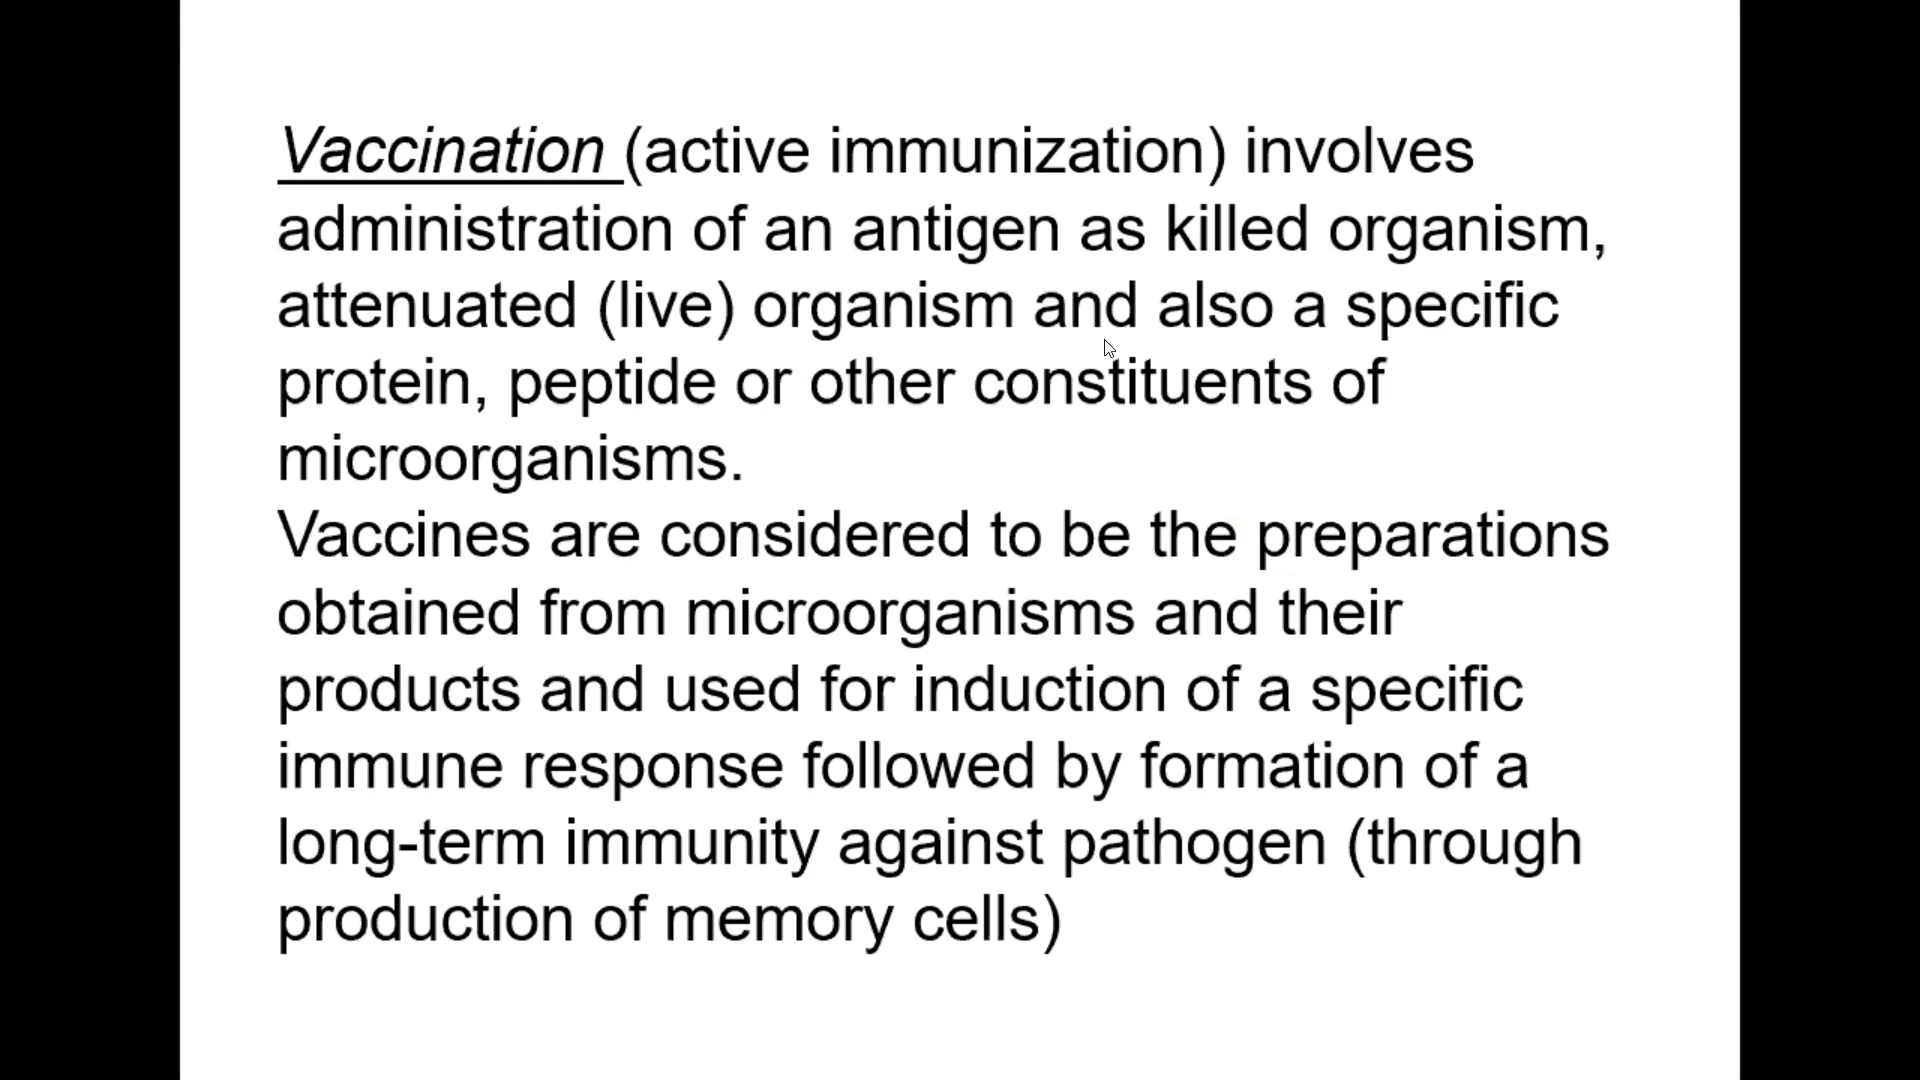 Vaccination (active immunization) involves
administration of an antigen as killed organism,
attenuated (live) organism and also a specific
protein, peptide or other constituents of
microorganisms.
Vaccines are considered to be the preparations
obtained from microorganisms and their
products and used for induction of a specific
immune response followed by formation of a
long-term immunity against pathogen (through
production of memory cells)